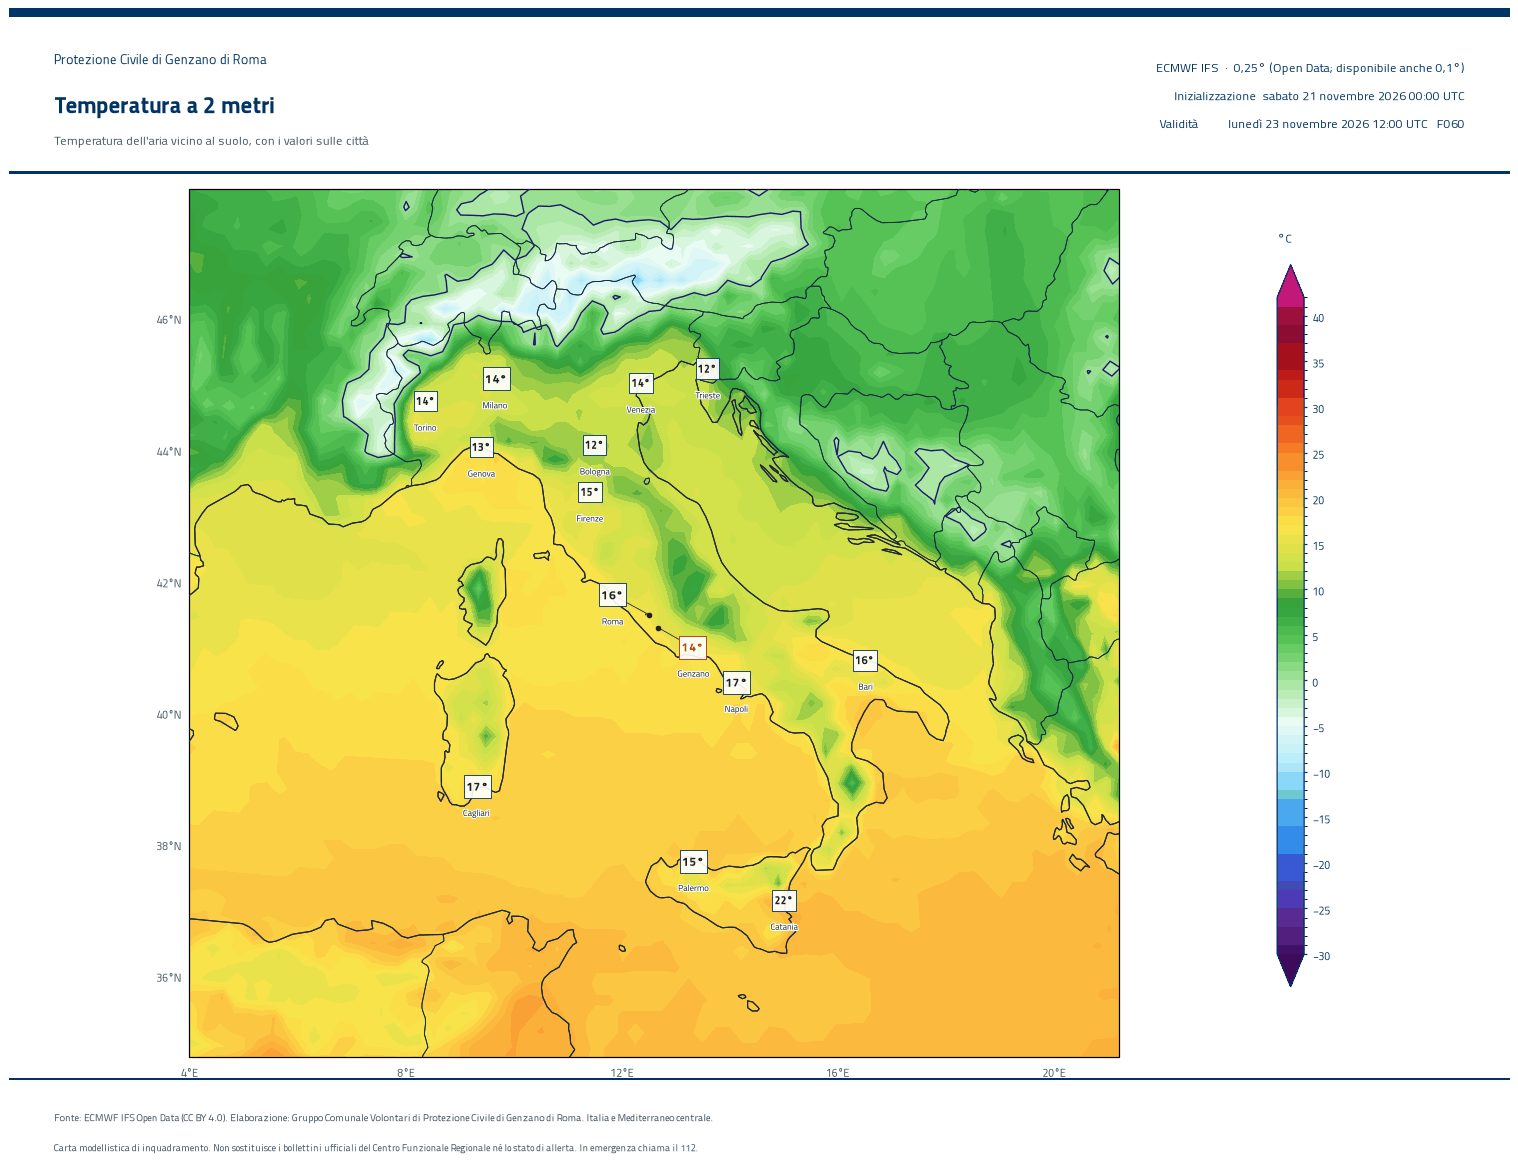 Protezione Civile di Genzano di Roma
Temperatura a 2 metri
Temperatura dell'aria vicino al suolo, con i valori sulle città
ECMWF IFS · 0,25° (Open Data; disponibile anche 0,1°)
Inizializzazione sabato 21 novembre 2026 00:00 UTC
Validità lunedì 23 novembre 2026 12:00 UTC F060
°C
40
35
30
25
20
15
10
5
0
−5
−10
−15
−20
−25
−30
46°N
44°N
42°N
40°N
38°N
36°N
4°E
8°E
12°E
16°E
20°E
14°
Milano
14°
Torino
14°
Venezia
12°
Trieste
13°
Genova
12°
Bologna
15°
Firenze
16°
Roma
14°
Genzano
17°
Napoli
16°
Bari
17°
Cagliari
15°
Palermo
22°
Catania
Fonte: ECMWF IFS Open Data (CC BY 4.0). Elaborazione: Gruppo Comunale Volontari di Protezione Civile di Genzano di Roma. Italia e Mediterraneo centrale.
Carta modellistica di inquadramento. Non sostituisce i bollettini ufficiali del Centro Funzionale Regionale né lo stato di allerta. In emergenza chiama il 112.